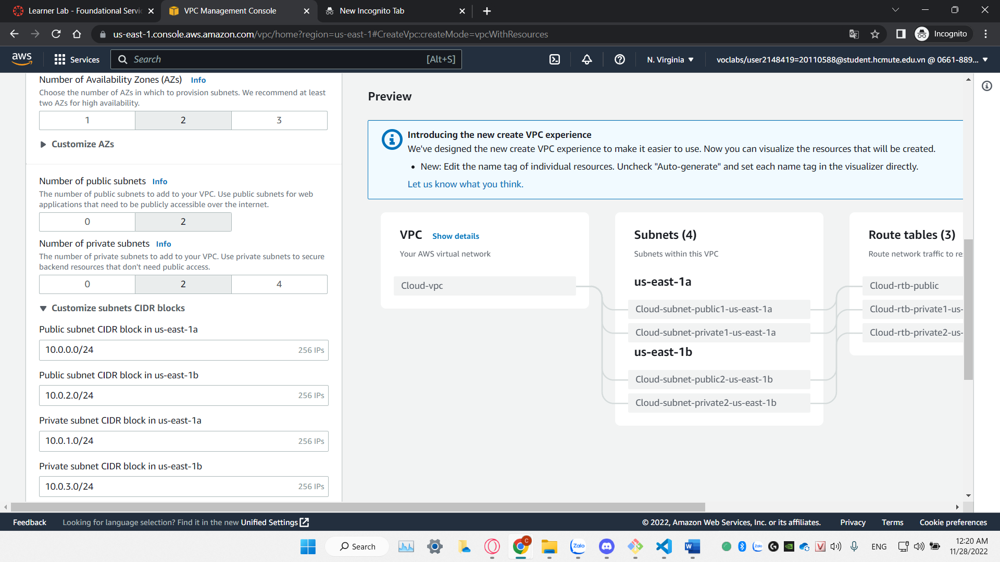 Learner Lab - Foundational Servic
VPC Management Console
New Incognito Tab
us-east-1.console.aws.amazon.com/vpc/home?region=us-east-1#CreateVpc:createMode=vpcWithResources
Incognito
aws
Services
Search
[Alt+S]
N. Virginia
voclabs/user2148419=20110588@student.hcmute.edu.vn @ 0661-889...
Number of Availability Zones (AZs) Info
Choose the number of AZs in which to provision subnets. We recommend at least
two AZs for high availability.
1 2 3
Customize AZs
Number of public subnets Info
The number of public subnets to add to your VPC. Use public subnets for web
applications that need to be publicly accessible over the internet.
0 2
Number of private subnets Info
The number of private subnets to add to your VPC. Use private subnets to secure
backend resources that don't need public access.
0 2 4
Customize subnets CIDR blocks
Public subnet CIDR block in us-east-1a
10.0.0.0/24 256 IPs
Public subnet CIDR block in us-east-1b
10.0.2.0/24 256 IPs
Private subnet CIDR block in us-east-1a
10.0.1.0/24 256 IPs
Private subnet CIDR block in us-east-1b
10.0.3.0/24 256 IPs
Preview
Introducing the new create VPC experience
We've designed the new create VPC experience to make it easier to use. Now you can visualize the resources that will be created.
• New: Edit the name tag of individual resources. Uncheck "Auto-generate" and set each name tag in the visualizer directly.
Let us know what you think.
VPC Show details
Your AWS virtual network
Cloud-vpc
Subnets (4)
Subnets within this VPC
us-east-1a
Cloud-subnet-public1-us-east-1a
Cloud-subnet-private1-us-east-1a
us-east-1b
Cloud-subnet-public2-us-east-1b
Cloud-subnet-private2-us-east-1b
Route tables (3)
Route network traffic to re
Cloud-rtb-public
Cloud-rtb-private1-us-
Cloud-rtb-private2-us-
Feedback
Looking for language selection? Find it in the new Unified Settings
© 2022, Amazon Web Services, Inc. or its affiliates.
Privacy
Terms
Cookie preferences
Search
C
Zalo
W
Zalo
V
ENG
12:20 AM
11/28/2022